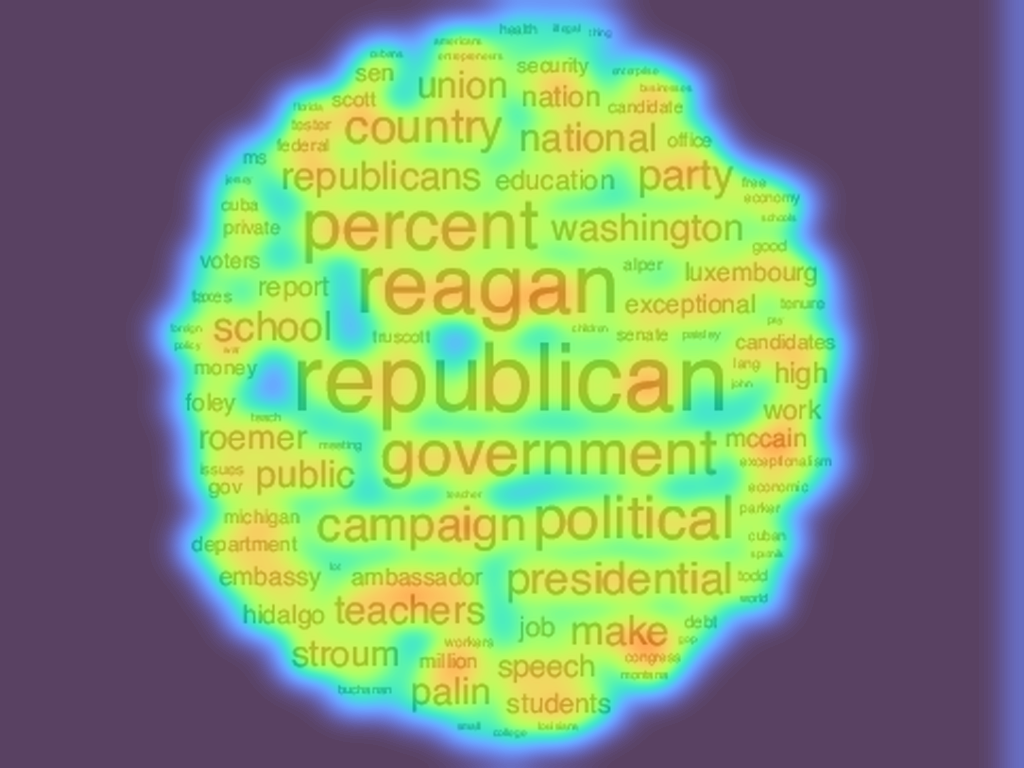 health illegal thing
americans
cubans entrepreneurs
sen union security enterprise
businesses
florida scott nation candidate
tester country national office
federal
ms republicans education party free
jersey economy
cuba percent washington schools
private good
voters reagan alper luxembourg
taxes report exceptional tenure
foreign school truscott children senate paisley pay
policy war candidates
money republican lang high
foley john work
teach
roemer meeting government mccain
issues public exceptionalism
gov teacher economic
michigan campaign political parker
department cuban
sputnik
embassy ambassador presidential todd
hidalgo teachers world
job make debt
workers gop
stroum million speech congress
montana
buchanan palin students
small college louisiana